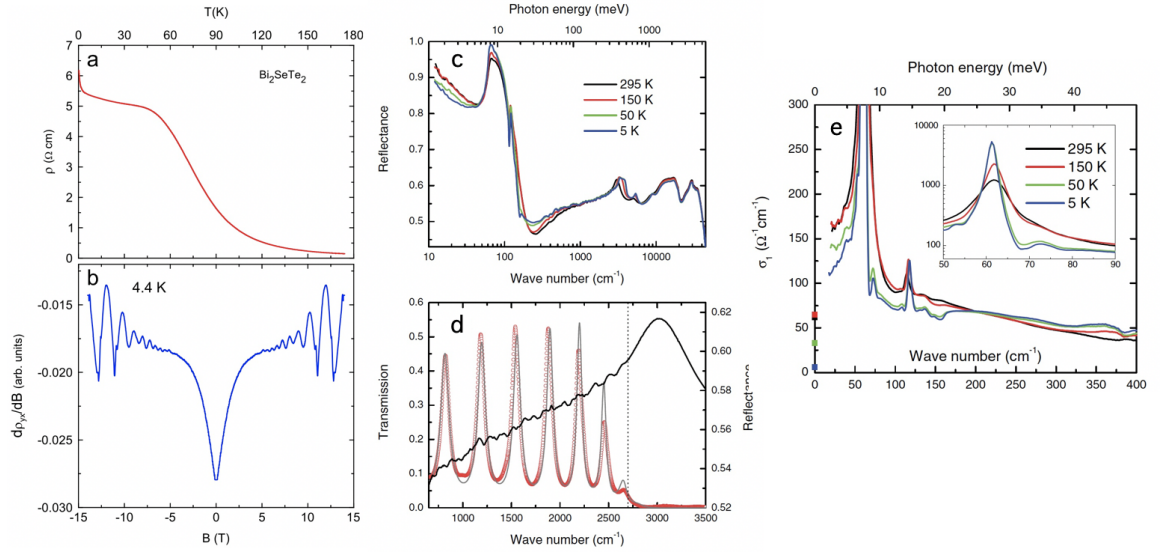 T(K)
0 30 60 90 120 150 180
a
Bi2SeTe2
ρ (Ω cm)
7
6
5
4
3
2
1
0
b
4.4 K
dρyx/dB (arb. units)
-0.015
-0.020
-0.025
-0.030
-15 -10 -5 0 5 10 15
B (T)
Photon energy (meV)
10 100 1000
c
295 K
150 K
50 K
5 K
Reflectance
1.0
0.9
0.8
0.7
0.6
0.5
10 100 1000 10000
Wave number (cm⁻¹)
d
Transmission
0.6
0.5
0.4
0.3
0.2
0.1
0.0
Reflectance
0.62
0.60
0.58
0.56
0.54
0.52
1000 1500 2000 2500 3000 3500
Wave number (cm⁻¹)
Photon energy (meV)
0 10 20 30 40
e
σ1 (Ω⁻¹cm⁻¹)
300
250
200
150
100
50
0
10000
1000
100
50 60 70 80 90
295 K
150 K
50 K
5 K
Wave number (cm⁻¹)
0 50 100 150 200 250 300 350 400